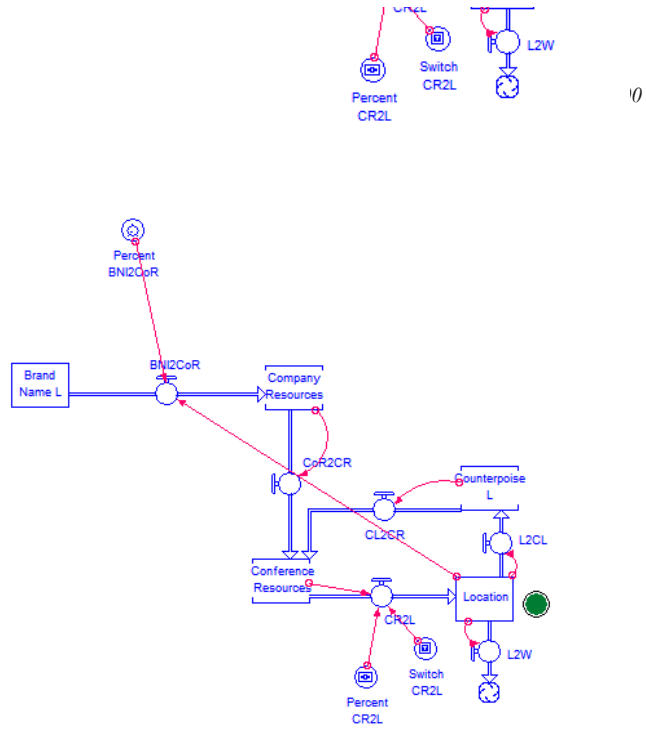 CR2L
L2W
Switch
CR2L
Percent
CR2L
Percent
BNI2CoR
BNI2CoR
Brand
Name L
Company
Resources
CoR2CR
Counterpoise
L
CL2CR
L2CL
Conference
Resources
Location
CR2L
L2W
Switch
CR2L
Percent
CR2L